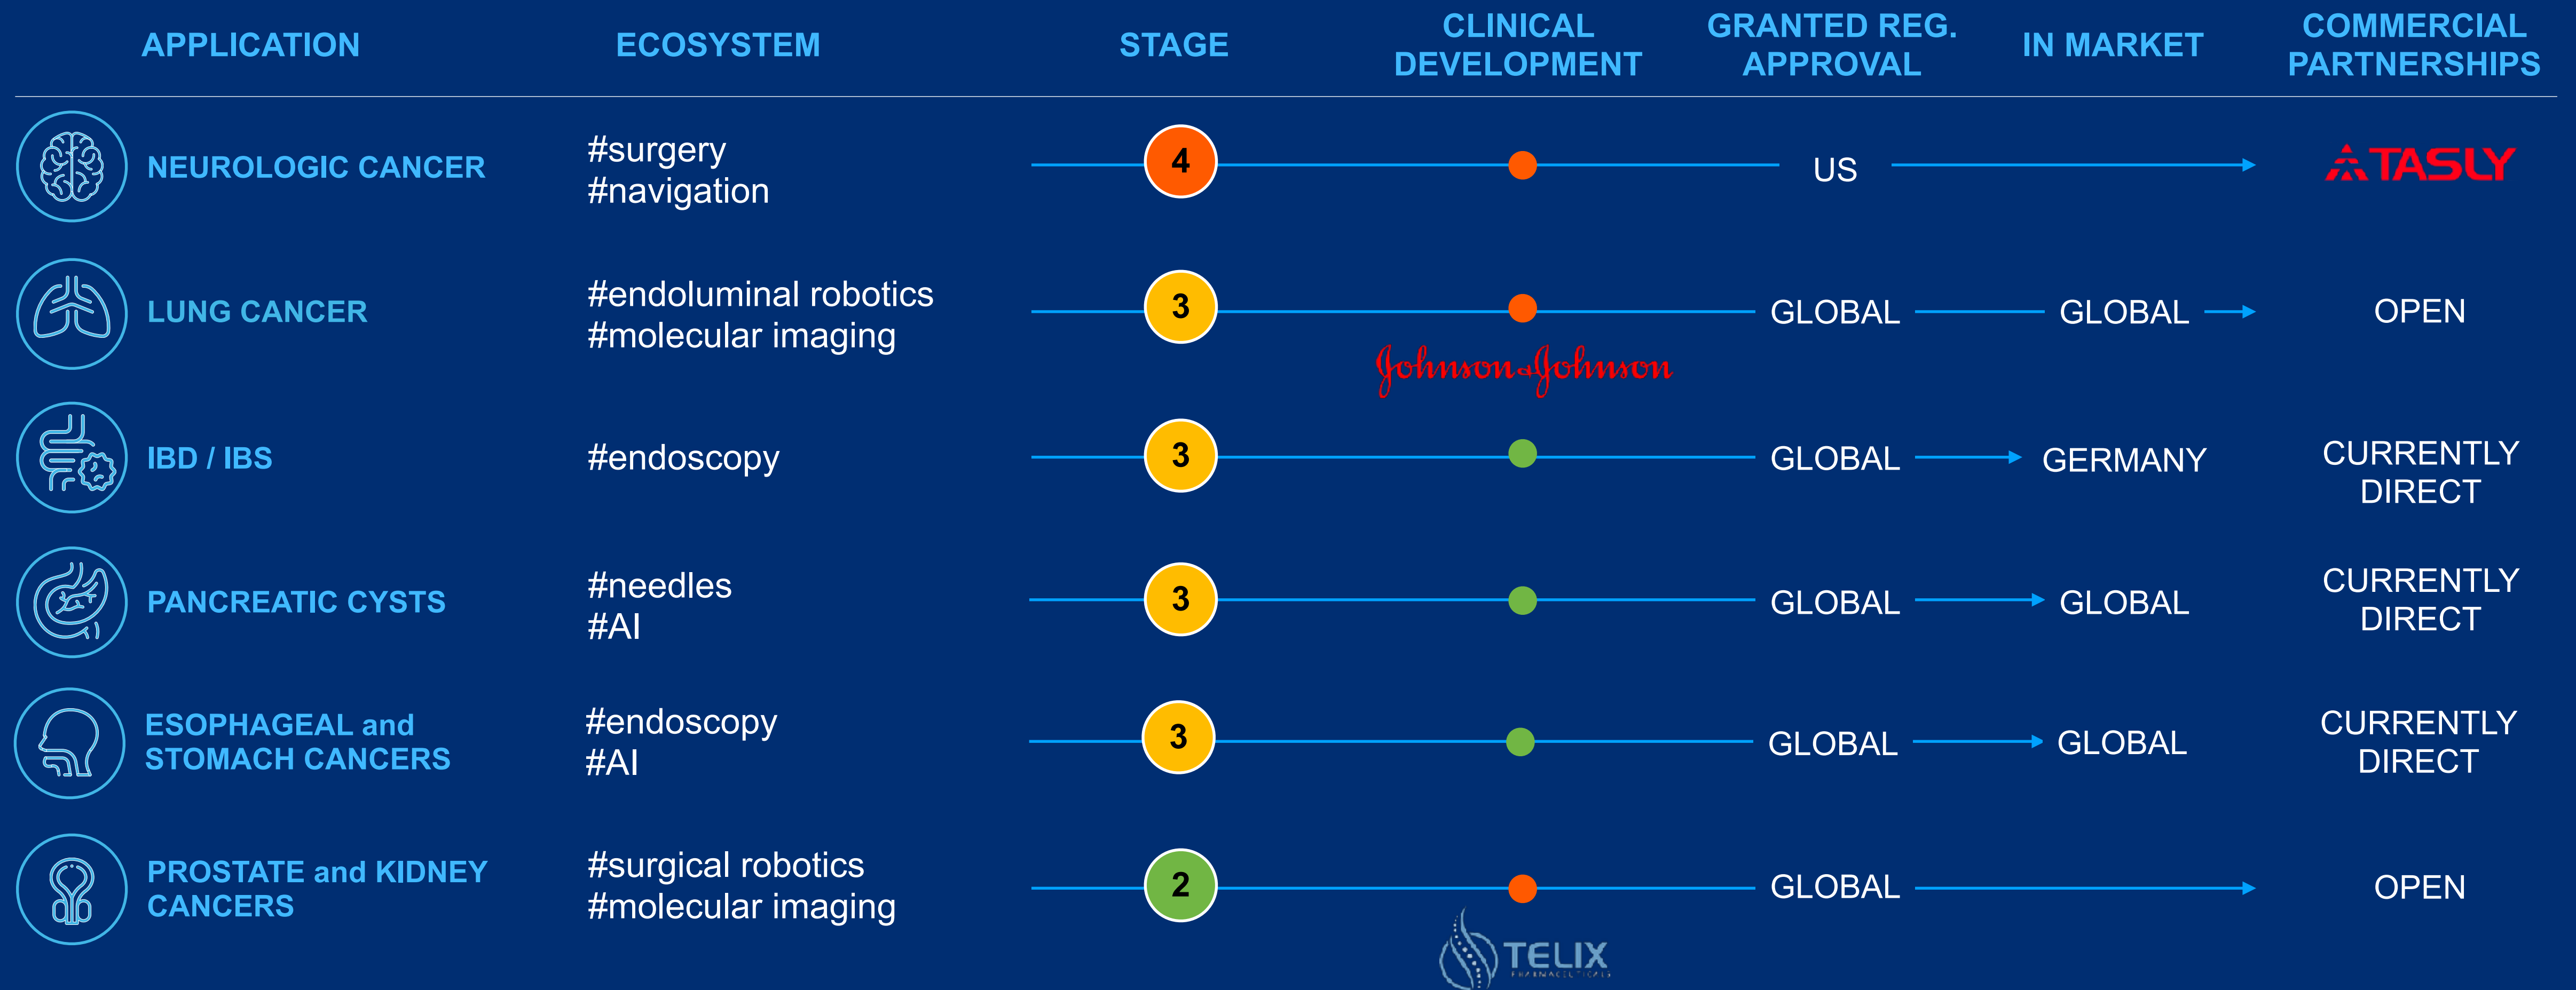 APPLICATION
ECOSYSTEM
STAGE
CLINICAL
DEVELOPMENT
GRANTED REG.
APPROVAL
IN MARKET
COMMERCIAL
PARTNERSHIPS
NEUROLOGIC CANCER
#surgery
#navigation
4
US
TASLY
LUNG CANCER
#endoluminal robotics
#molecular imaging
3
Johnson & Johnson
GLOBAL
GLOBAL
OPEN
IBD / IBS
#endoscopy
3
GLOBAL
GERMANY
CURRENTLY
DIRECT
PANCREATIC CYSTS
#needles
#AI
3
GLOBAL
GLOBAL
CURRENTLY
DIRECT
ESOPHAGEAL and
STOMACH CANCERS
#endoscopy
#AI
3
GLOBAL
GLOBAL
CURRENTLY
DIRECT
PROSTATE and KIDNEY
CANCERS
#surgical robotics
#molecular imaging
2
TELIX
PHARMACEUTICALS
GLOBAL
OPEN